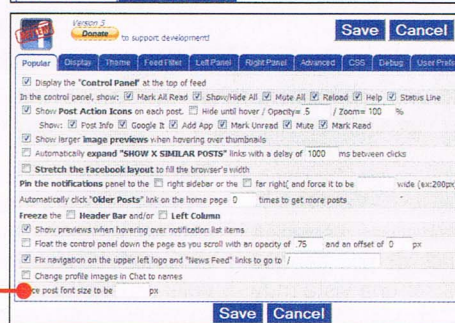 Version 3
Donate to support development!
Save Cancel
Popular Display Theme Feed Filter Left Panel Right Panel Advanced CSS Debug User Prefs
Display the "Control Panel" at the top of feed
In the control panel, show: Mark All Read Show/Hide All Mute All Reload Help Status Line
Show Post Action Icons on each post. Hide until hover / Opacity= .5 / Zoom= 100 %
Show: Post Info Google It Add App Mark Unread Mute Mark Read
Show larger image previews when hovering over thumbnails
Automatically expand "SHOW X SIMILAR POSTS" links with a delay of 1000 ms between clicks
Stretch the Facebook layout to fill the browser's width
Pin the notifications panel to the right sidebar or the far right( and force it to be wide (ex:200px
Automatically click "Older Posts" link on the home page 0 times to get more posts
Freeze the Header Bar and/or Left Column
Show previews when hovering over notification list items
Float the control panel down the page as you scroll with an opacity of .75 and an offset of 0 px
Fix navigation on the upper left logo and "News Feed" links to go to /
Change profile images in Chat to names
ce post font size to be px
Save Cancel